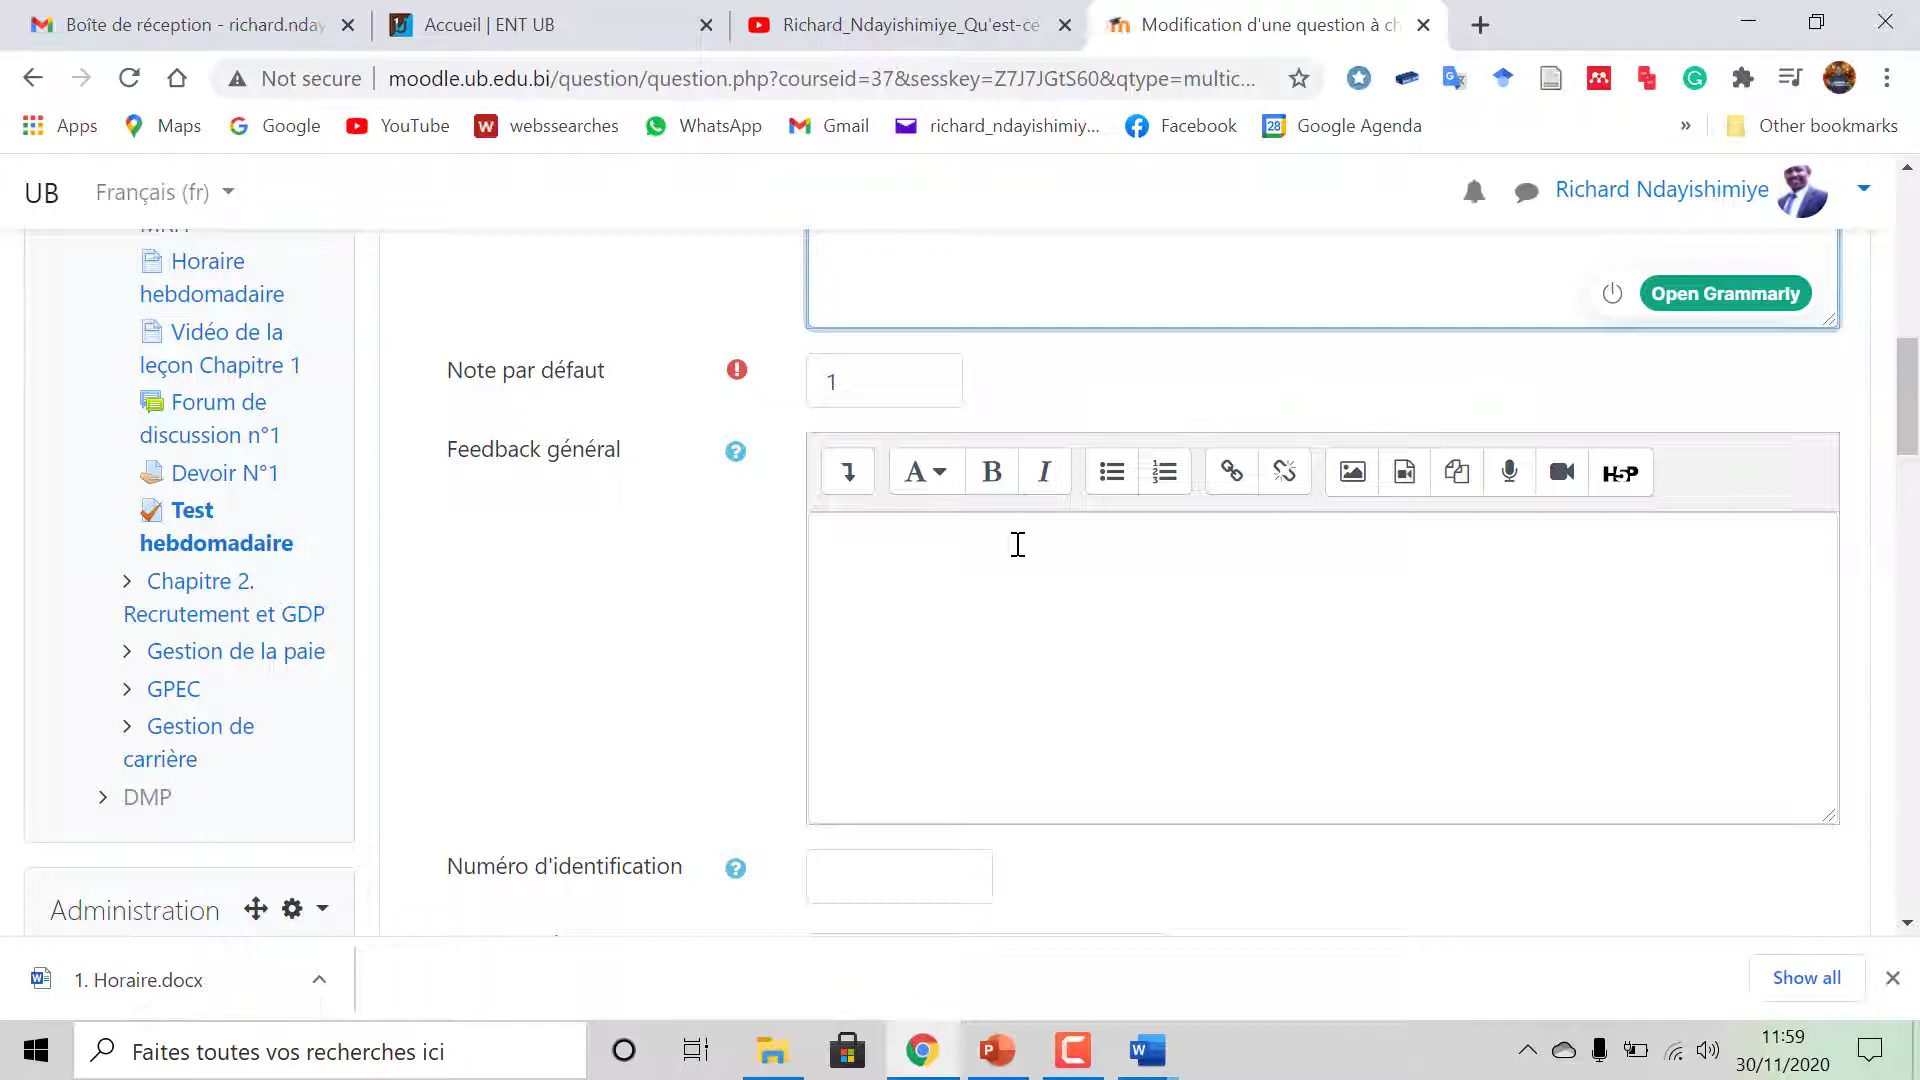 Boîte de réception - richard.nday
Accueil | ENT UB
Richard_Ndayishimiye_Qu'est-ce
Modification d'une question à ch
Not secure
moodle.ub.edu.bi/question/question.php?courseid=37&sesskey=Z7J7JGtS60&qtype=multic...
Apps
Maps
Google
YouTube
webssearches
WhatsApp
Gmail
richard_ndayishimiy...
Facebook
28
Google Agenda
»
Other bookmarks
UB
Français (fr)
Richard Ndayishimiye
Horaire
hebdomadaire
Vidéo de la
leçon Chapitre 1
Forum de
discussion n°1
Devoir N°1
Test
hebdomadaire
Chapitre 2.
Recrutement et GDP
Gestion de la paie
GPEC
Gestion de
carrière
DMP
Administration
Open Grammarly
Note par défaut
1
Feedback général
A
B
I
H5P
Numéro d'identification
1. Horaire.docx
Show all
Faites toutes vos recherches ici
11:59
30/11/2020